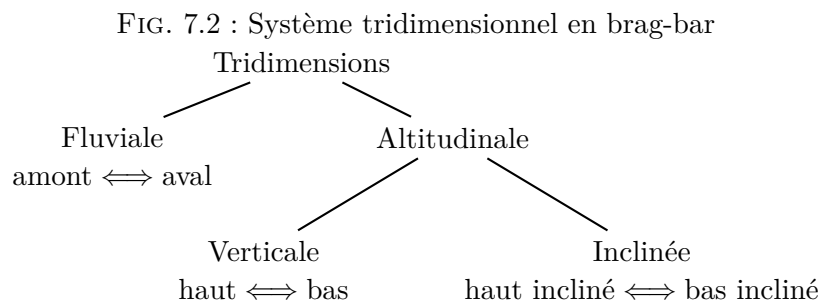 FIG. 7.2 : Système tridimensionnel en brag-bar
Tridimensions
Fluviale
Altitudinale
amont ⟺ aval
Verticale
Inclinée
haut ⟺ bas
haut incliné ⟺ bas incliné